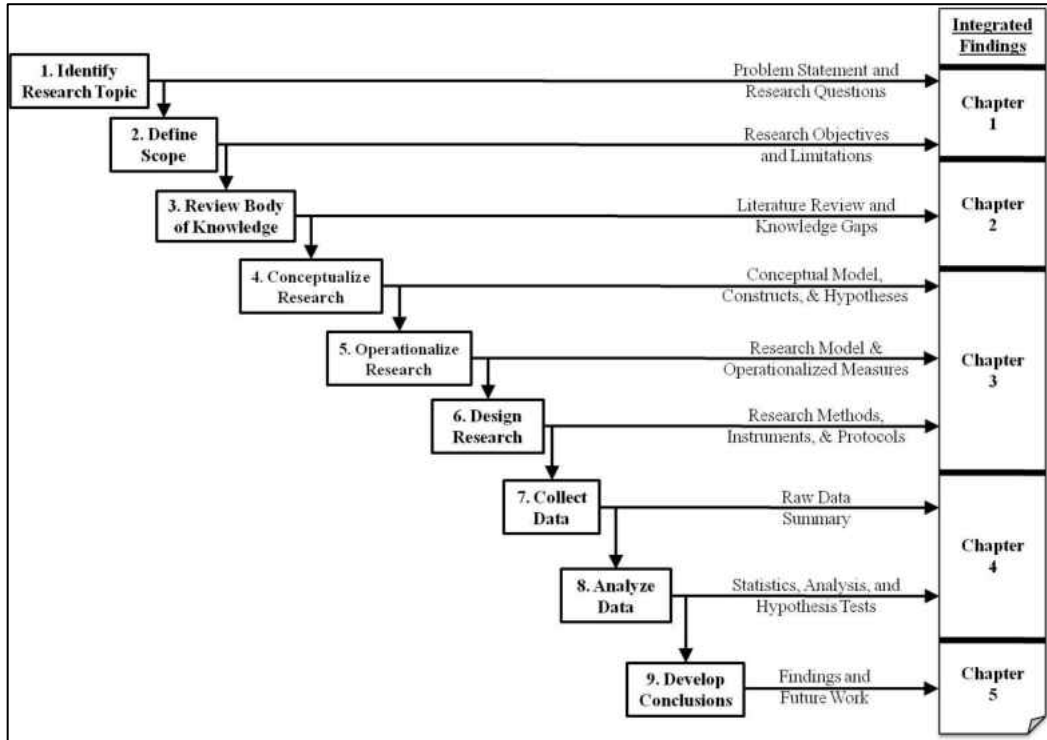 Integrated
Findings
1. Identify
Research Topic
Problem Statement and
Research Questions
Chapter
1
2. Define
Scope
Research Objectives
and Limitations
3. Review Body
of Knowledge
Literature Review and
Knowledge Gaps
Chapter
2
4. Conceptualize
Research
Conceptual Model,
Constructs, & Hypotheses
5. Operationalize
Research
Research Model &
Operationalized Measures
Chapter
3
6. Design
Research
Research Methods,
Instruments, & Protocols
7. Collect
Data
Raw Data
Summary
Chapter
4
8. Analyze
Data
Statistics, Analysis, and
Hypothesis Tests
9. Develop
Conclusions
Findings and
Future Work
Chapter
5